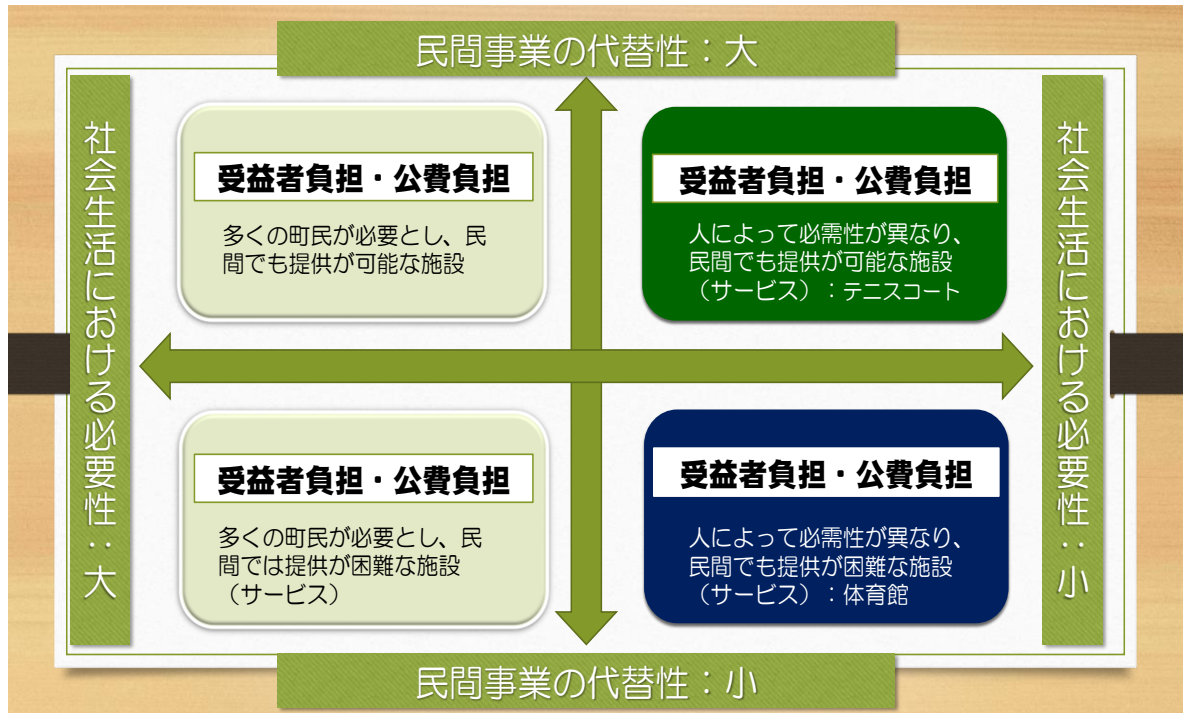 民間事業の代替性：大
社会生活における必要性：大
受益者負担・公費負担
多くの町民が必要とし、民
間でも提供が可能な施設
受益者負担・公費負担
人によって必需性が異なり、
民間でも提供が可能な施設
（サービス）：テニスコート
社会生活における必要性：小
受益者負担・公費負担
多くの町民が必要とし、民
間では提供が困難な施設
（サービス）
受益者負担・公費負担
人によって必需性が異なり、
民間でも提供が困難な施設
（サービス）：体育館
民間事業の代替性：小